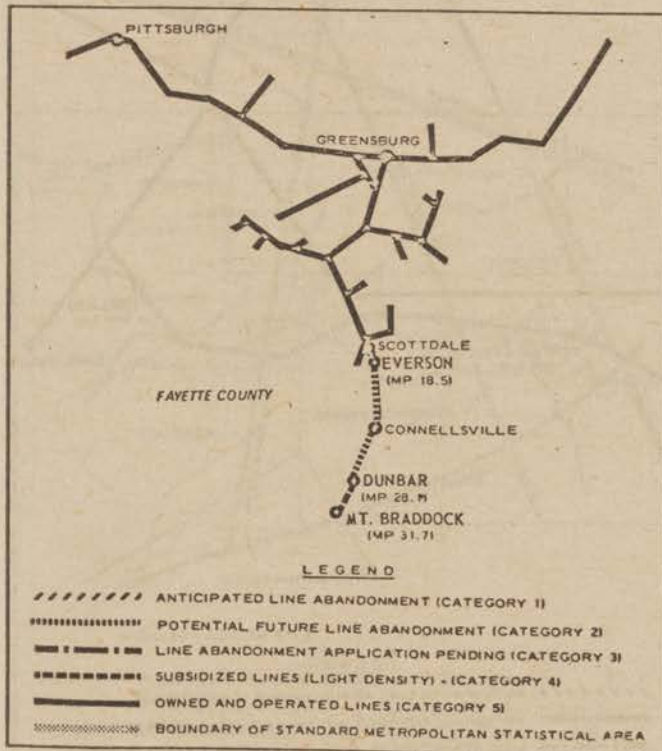 PITTSBURGH
GREENSBURG
SCOTTDALE
EVERSON
(MP 18.5)
FAYETTE COUNTY
CONNELLSVILLE
DUNBAR
(MP 28.
MT. BRADDOCK
(MP 31.7)
LEGEND
ANTICIPATED LINE ABANDONMENT (CATEGORY 1)
POTENTIAL FUTURE LINE ABANDONMENT (CATEGORY 2)
LINE ABANDONMENT APPLICATION PENDING (CATEGORY 3)
SUBSIDIZED LINES (LIGHT DENSITY) - (CATEGORY 4)
OWNED AND OPERATED LINES (CATEGORY 5)
BOUNDARY OF STANDARD METROPOLITAN STATISTICAL AREA